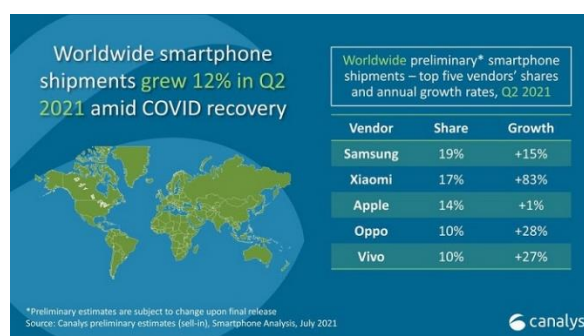 Worldwide smartphone
shipments grew 12% in Q2
2021 amid COVID recovery
Worldwide preliminary* smartphone
shipments – top five vendors' shares
and annual growth rates, Q2 2021
Vendor Share Growth
Samsung 19% +15%
Xiaomi 17% +83%
Apple 14% +1%
Oppo 10% +28%
Vivo 10% +27%
*Preliminary estimates are subject to change upon final release
Source: Canalys preliminary estimates (sell-in), Smartphone Analysis, July 2021
canalys